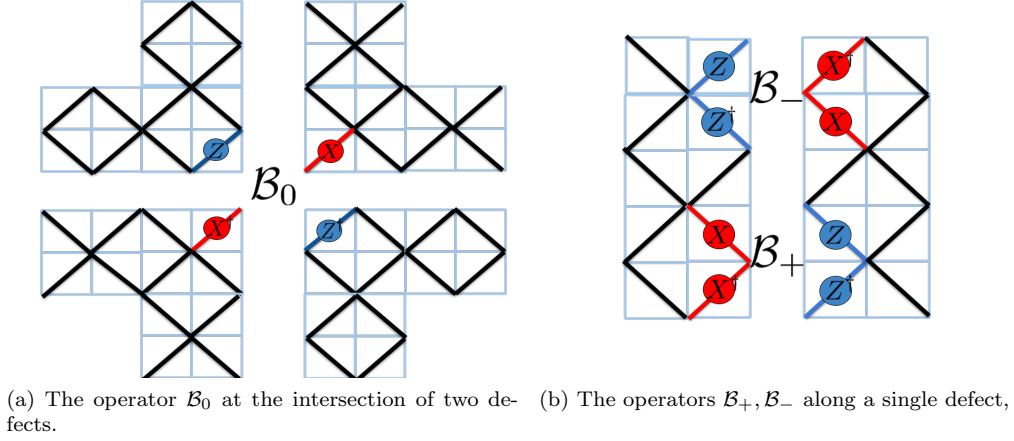 Z
X
B₀
X†
Z†
(a) The operator B₀ at the intersection of two de-
fects.
Z
X†
B₋
Z†
X
X
Z
B₊
X†
Z†
(b) The operators B₊, B₋ along a single defect,